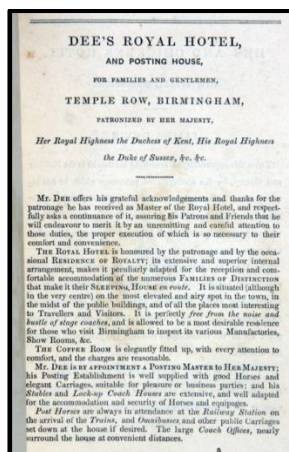 DEE'S ROYAL HOTEL,
AND POSTING HOUSE,
FOR FAMILIES AND GENTLEMEN,
TEMPLE ROW, BIRMINGHAM,
PATRONIZED BY HER MAJESTY,
Her Royal Highness the Duchess of Kent, His Royal Highness
the Duke of Sussex, &c. &c.
MR. DEE offers his grateful acknowledgements and thanks for the
patronage he has received as Master of the Royal Hotel, and respect-
fully asks a continuance of it, assuring his Patrons and Friends that he
will endeavour to merit it by an unremitting and careful attention to
those duties, the proper execution of which is so necessary to their
comfort and convenience.
THE ROYAL HOTEL is honoured by the patronage and by the occa-
sional RESIDENCE OF ROYALTY; its extensive and superior internal
arrangement, makes it peculiarly adapted for the reception and com-
fortable accommodation of the numerous FAMILIES OF DISTINCTION
that make it their SLEEPING HOUSE en route. It is situated (although
in the very centre) on the most elevated and airy spot in the town, in
the midst of the public buildings, and of all the places most interesting
to Travellers and Visitors. It is perfectly free from the noise and
bustle of stage coaches, and is allowed to be a most desirable residence
for those who visit Birmingham to inspect its various Manufactories,
Show Rooms, &c.
THE COFFEE ROOM is elegantly fitted up, with every attention to
comfort, and the charges are reasonable.
MR. DEE IS BY APPOINTMENT A POSTING MASTER TO HER MAJESTY;
his Posting Establishment is well supplied with good Horses and
elegant Carriages, suitable for pleasure or business parties; and his
Stables and Lock-up Coach Houses are extensive, and well adapted
for the accommodation and security of Horses and equipages.
Post Horses are always in attendance at the Railway Station on
the arrival of the Trains, and Omnibusses and other public Carriages
set down at the house if desired. The large Coach Offices, nearly
surround the house at convenient distances.
A